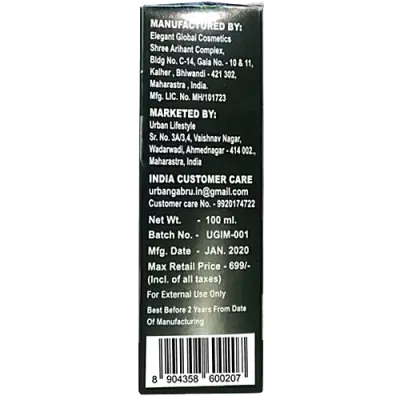 MANUFACTURED BY:
Elegant Global Cosmetics
Shree Arihant Complex,
Bldg No. C-14, Gala No. - 10 & 11,
Kalher , Bhiwandi - 421 302,
Maharastra , India.
Mfg. LIC. No. MH/101723
MARKETED BY:
Urban Lifestyle
Sr. No. 3A/3,4, Vaishnav Nagar,
Wadarwadi, Ahmednagar - 414 002.,
Maharastra, India
INDIA CUSTOMER CARE
urbangabru.in@gmail.com
Customer care No. - 9920174722
Net Wt. - 100 ml.
Batch No. - UGIM-001
Mfg. Date - JAN. 2020
Max Retail Price - 699/-
(Incl. of all taxes)
For External Use Only
Best Before 2 Years From Date
Of Manufacturing
8 904358 600207